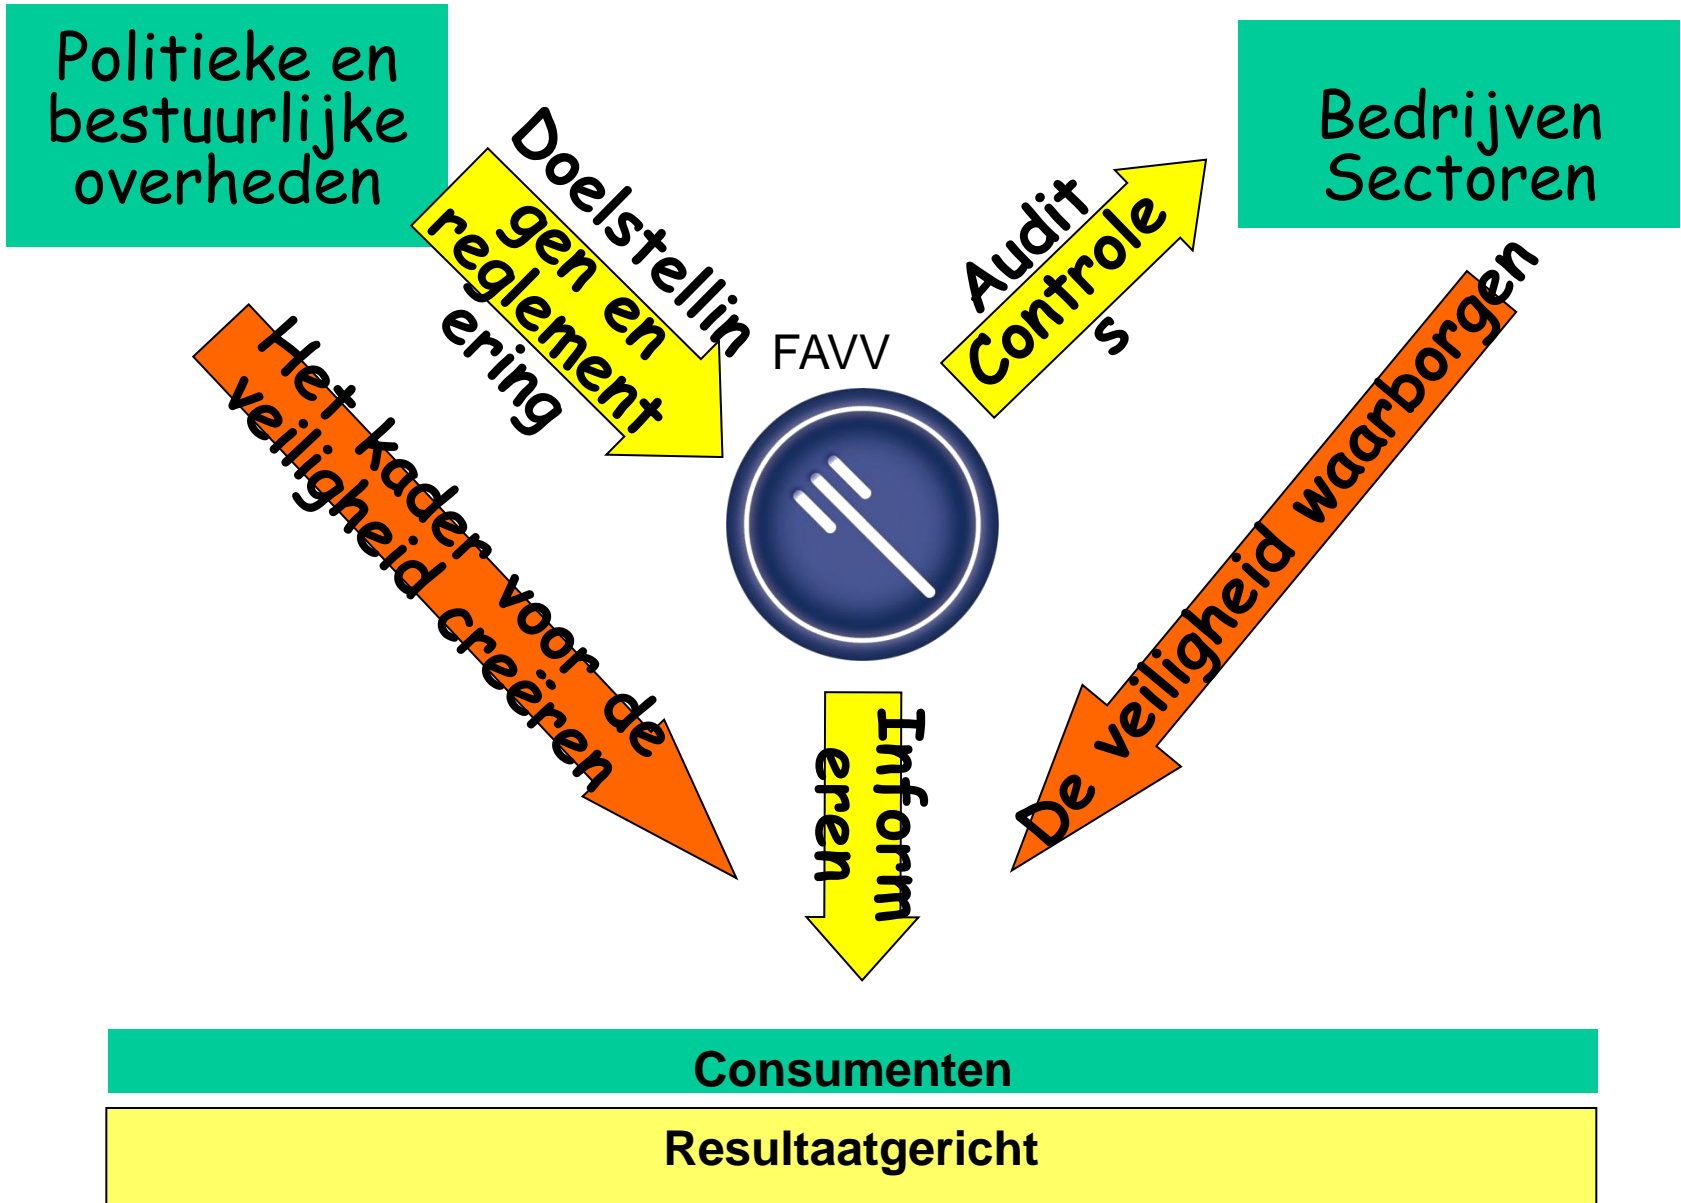 Politieke en
bestuurlijke
overheden
Bedrijven
Sectoren
Doelstellin
gen en
reglement
ering
Audit
Controle
s
FAVV
Het kader voor de
veiligheid creëren
De veiligheid waarborgen
Inform
eren
Consumenten
Resultaatgericht